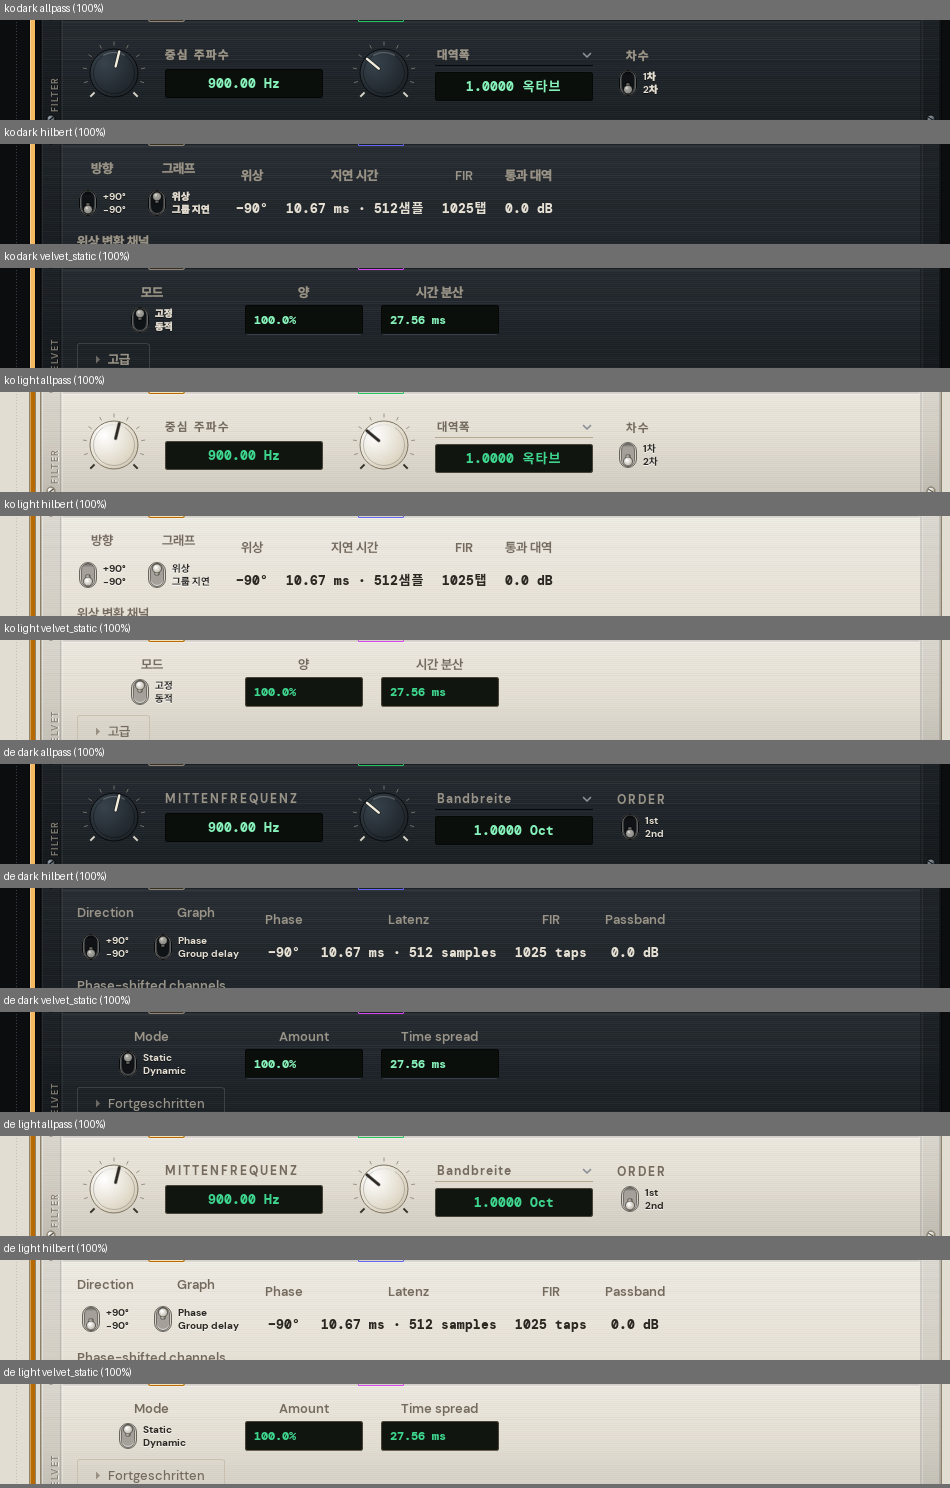 ko dark allpass (100%)
중심 주파수
대역폭
차수
900.00 Hz
1.0000 옥타브
1차
2차
FILTER
ko dark hilbert (100%)
방향
그래프
위상
지연 시간
FIR
통과 대역
+90°
−90°
위상
그룹 지연
−90°
10.67 ms · 512샘플
1025탭
0.0 dB
위상 변환 채널
ko dark velvet_static (100%)
모드
양
시간 분산
고정
동적
100.0%
27.56 ms
고급
ELVET
ko light allpass (100%)
중심 주파수
대역폭
차수
900.00 Hz
1.0000 옥타브
1차
2차
FILTER
ko light hilbert (100%)
방향
그래프
위상
지연 시간
FIR
통과 대역
+90°
−90°
위상
그룹 지연
−90°
10.67 ms · 512샘플
1025탭
0.0 dB
위상 변환 채널
ko light velvet_static (100%)
모드
양
시간 분산
고정
동적
100.0%
27.56 ms
고급
ELVET
de dark allpass (100%)
MITTENFREQUENZ
Bandbreite
ORDER
900.00 Hz
1.0000 Oct
1st
2nd
FILTER
de dark hilbert (100%)
Direction
Graph
Phase
Latenz
FIR
Passband
+90°
−90°
Phase
Group delay
−90°
10.67 ms · 512 samples
1025 taps
0.0 dB
Phase-shifted channels
de dark velvet_static (100%)
Mode
Amount
Time spread
Static
Dynamic
100.0%
27.56 ms
Fortgeschritten
ELVET
de light allpass (100%)
MITTENFREQUENZ
Bandbreite
ORDER
900.00 Hz
1.0000 Oct
1st
2nd
FILTER
de light hilbert (100%)
Direction
Graph
Phase
Latenz
FIR
Passband
+90°
−90°
Phase
Group delay
−90°
10.67 ms · 512 samples
1025 taps
0.0 dB
Phase-shifted channels
de light velvet_static (100%)
Mode
Amount
Time spread
Static
Dynamic
100.0%
27.56 ms
Fortgeschritten
ELVET